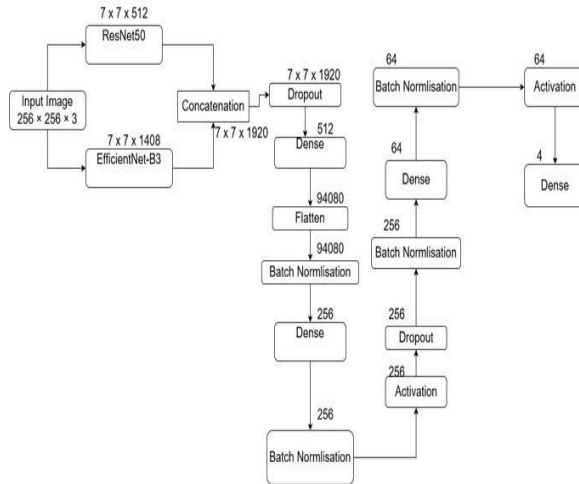 7 x 7 x 512
ResNet50
Input Image
256 × 256 × 3
7 x 7 x 1408
EfficientNet-B3
Concatenation
7 x 7 x 1920
7 x 7 x 1920
Dropout
512
Dense
94080
Flatten
94080
Batch Normlisation
256
Dense
256
Batch Normlisation
256
Activation
256
Dropout
256
Batch Normlisation
64
Dense
64
Batch Normlisation
64
Activation
4
Dense